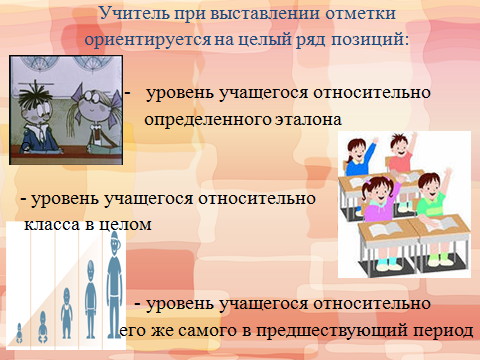 Учитель при выставлении отметки
ориентируется на целый ряд позиций:
- уровень учащегося относительно
определенного эталона
- уровень учащегося относительно
класса в целом
- уровень учащегося относительно
его же самого в предшествующий период